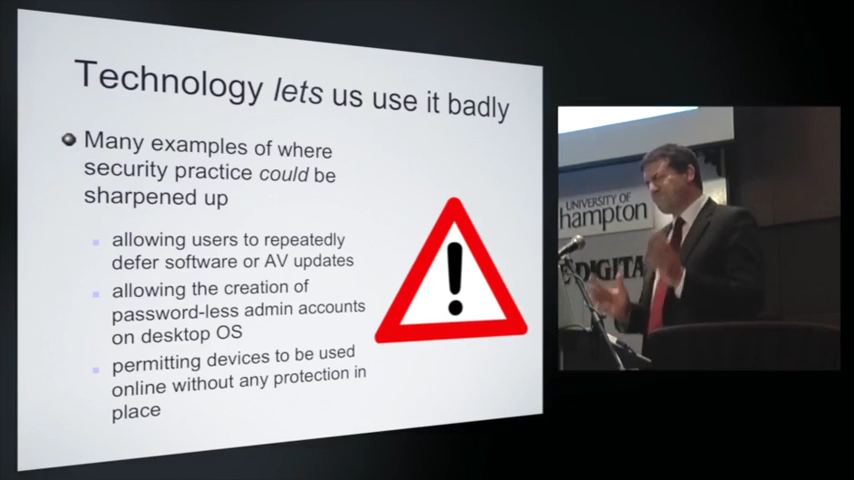 Technology lets us use it badly
Many examples of where
security practice could be
sharpened up
allowing users to repeatedly
defer software or AV updates
allowing the creation of
password-less admin accounts
on desktop OS
permitting devices to be used
online without any protection in
place
UNIVERSITY OF
hampton
DIGITA